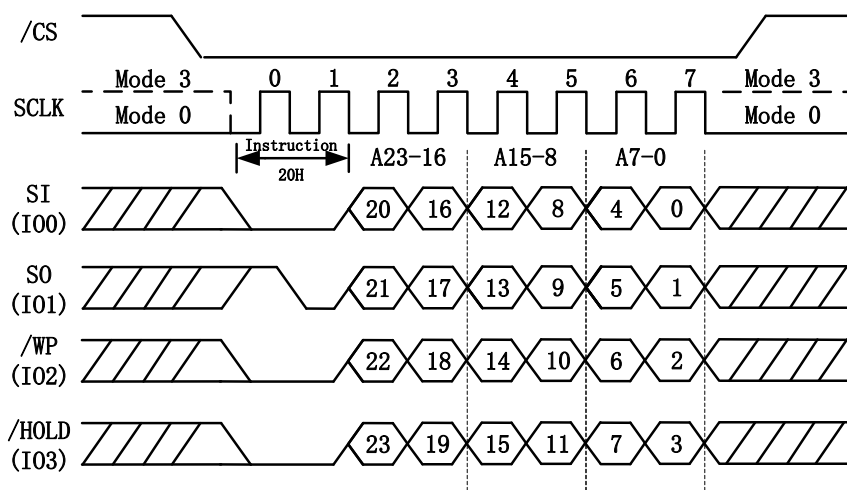 /CS
0 1 2 3 4 5 6 7
Mode 3 Mode 3
SCLK
Mode 0 Mode 0
Instruction
20H
A23-16 A15-8 A7-0
SI
(IO0)
20 16 12 8 4 0
SO
(IO1)
21 17 13 9 5 1
/WP
(IO2)
22 18 14 10 6 2
/HOLD
(IO3)
23 19 15 11 7 3